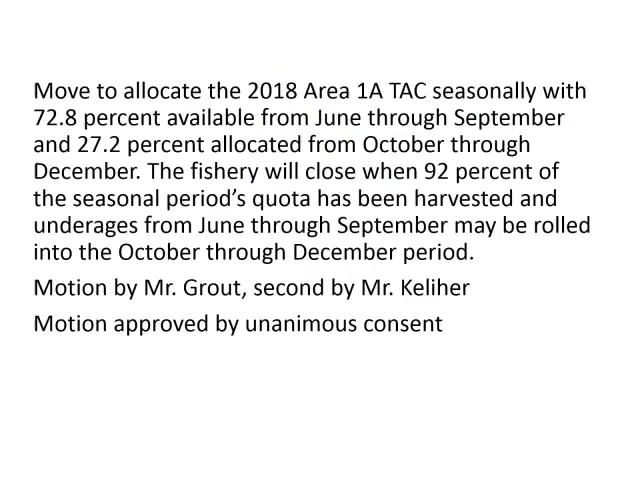 Move to allocate the 2018 Area 1A TAC seasonally with
72.8 percent available from June through September
and 27.2 percent allocated from October through
December. The fishery will close when 92 percent of
the seasonal period’s quota has been harvested and
underages from June through September may be rolled
into the October through December period.
Motion by Mr. Grout, second by Mr. Keliher
Motion approved by unanimous consent